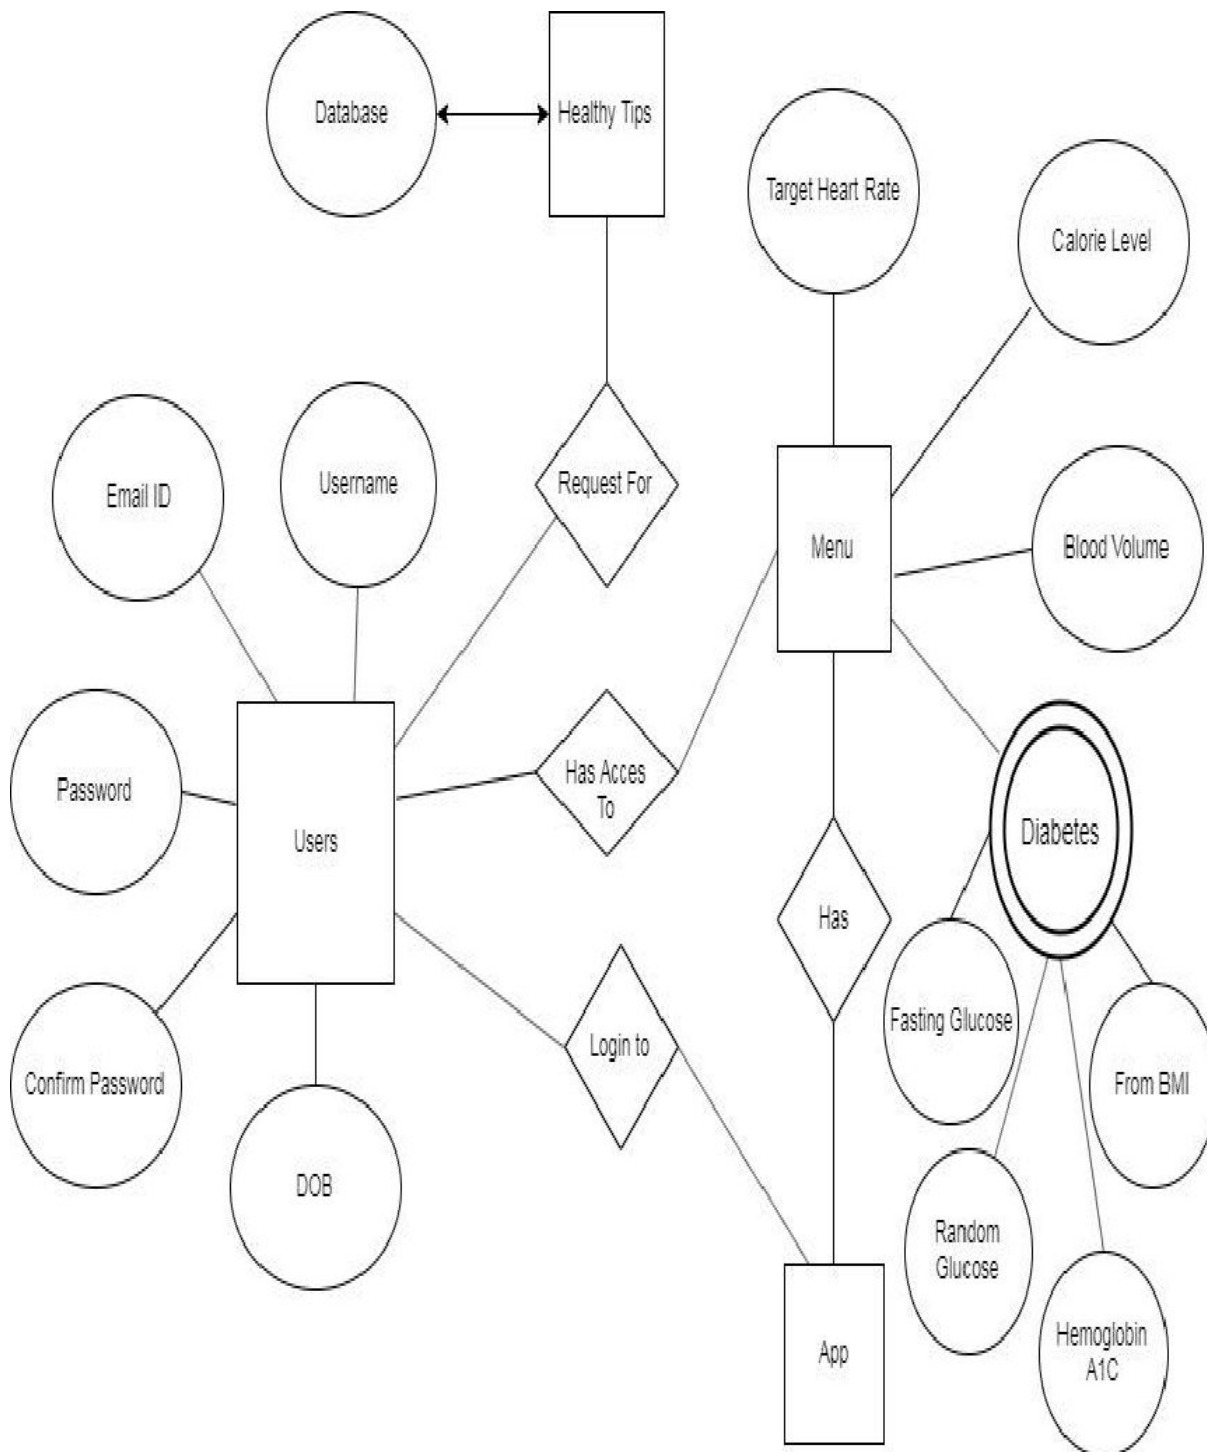 Database
Healthy Tips
Target Heart Rate
Calorie Level
Email ID
Username
Request For
Menu
Blood Volume
Password
Users
Has Acces
To
Diabetes
Has
Fasting Glucose
Confirm Password
Login to
From BMI
DOB
Random
Glucose
App
Hemoglobin
A1C